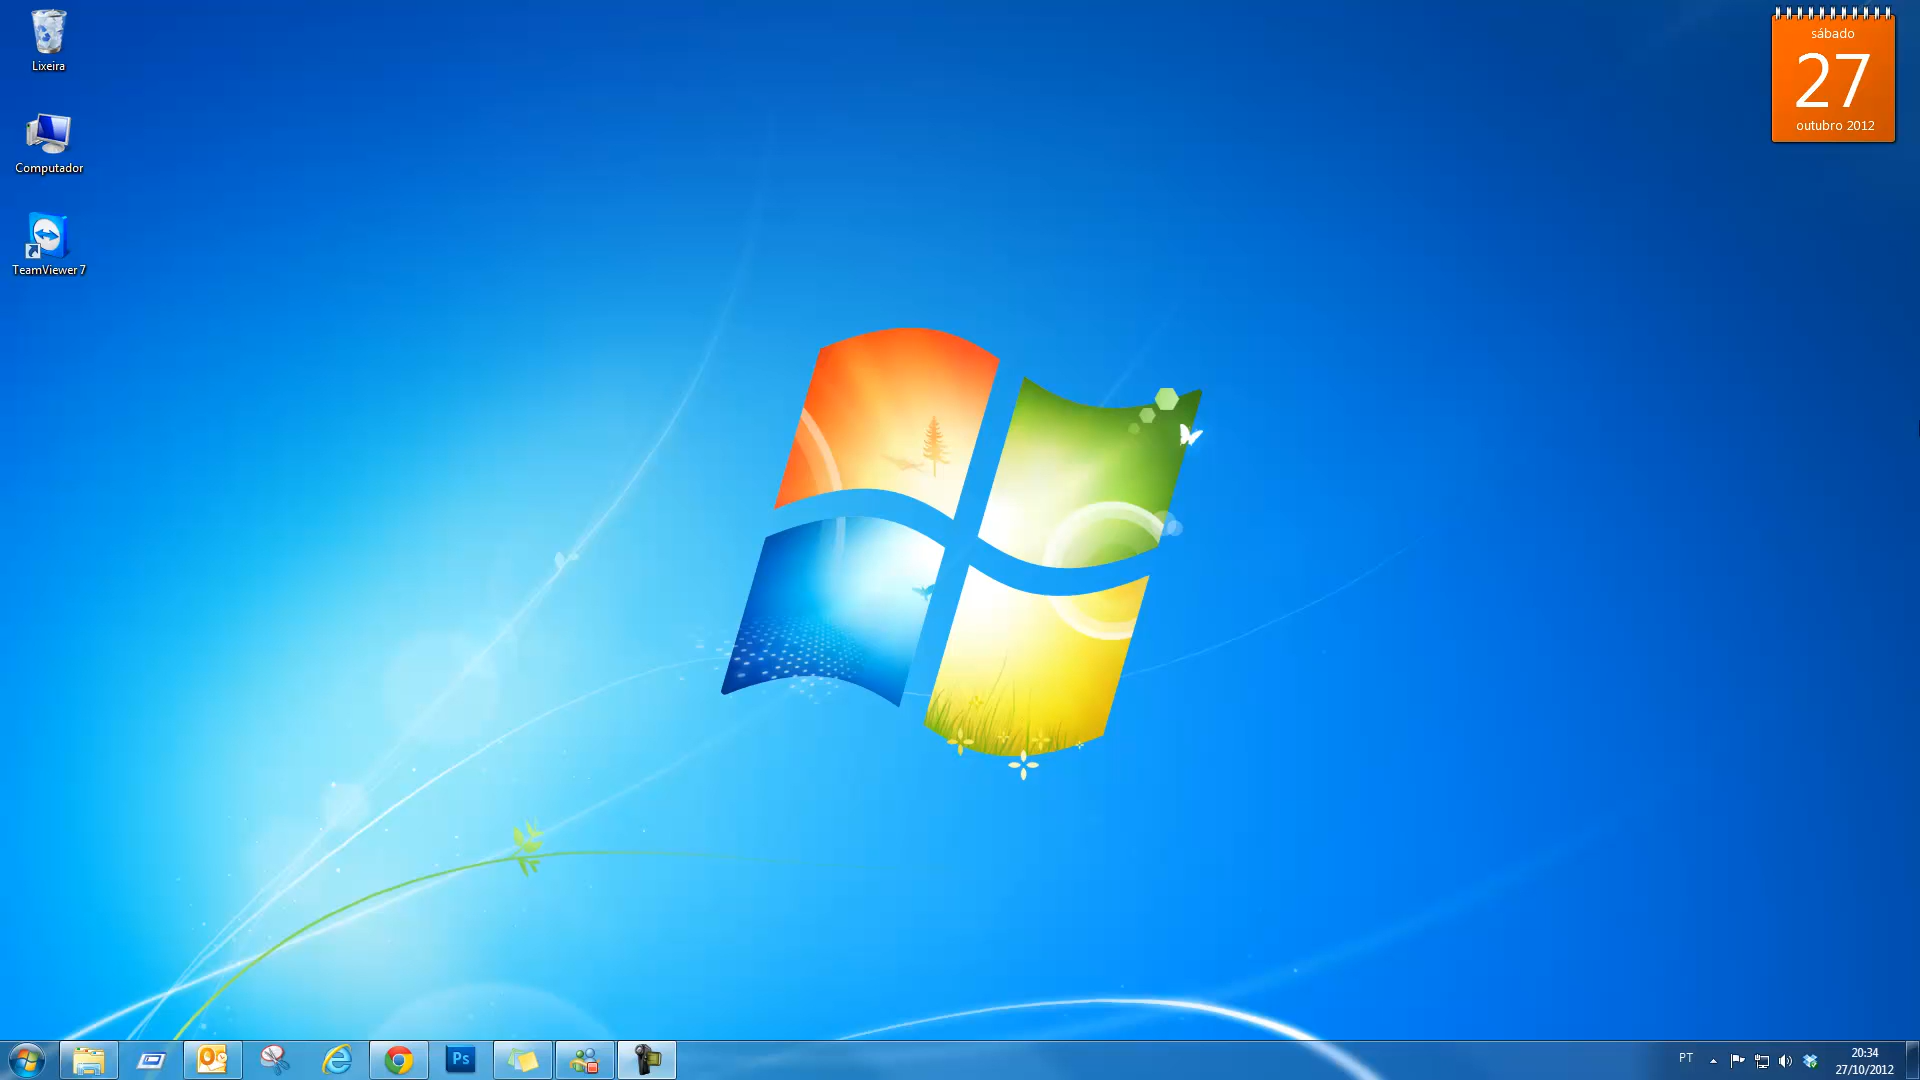 Lixeira
Computador
TeamViewer 7
sábado
27
outubro 2012
Ps
PT
20:34
27/10/2012